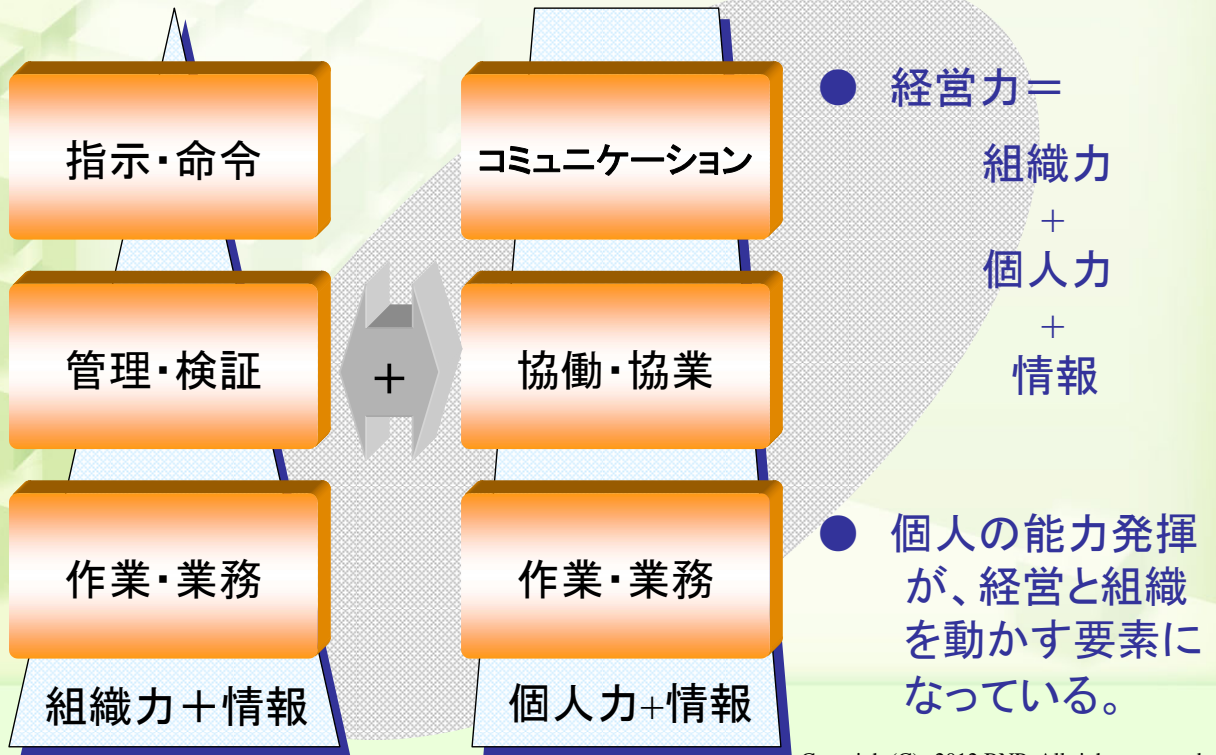 指示・命令
管理・検証
作業・業務
組織力＋情報
+
コミュニケーション
協働・協業
作業・業務
個人力+情報
● 経営力＝
組織力
+
個人力
+
情報
● 個人の能力発揮
が、経営と組織
を動かす要素に
なっている。